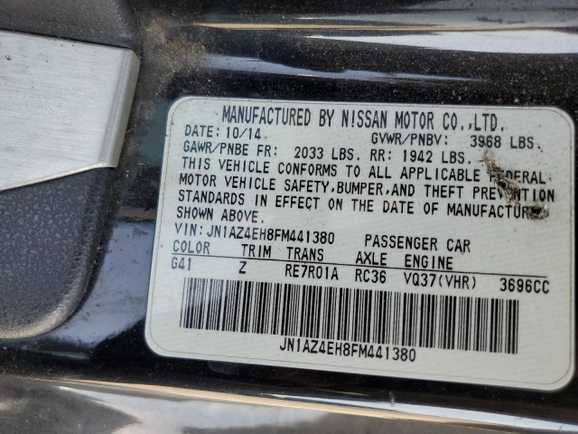 MANUFACTURED BY NISSAN MOTOR CO.,LTD.
DATE: 10/14 GVWR/PNBV: 3968 LBS.
GAWR/PNBE FR: 2033 LBS. RR: 1942 LBS.
THIS VEHICLE CONFORMS TO ALL APPLICABLE FEDERAL
MOTOR VEHICLE SAFETY,BUMPER,AND THEFT PREVENTION
STANDARDS IN EFFECT ON THE DATE OF MANUFACTURE
SHOWN ABOVE.
VIN: JN1AZ4EH8FM441380 PASSENGER CAR
COLOR TRIM TRANS AXLE ENGINE
G41 Z RE7R01A RC36 VQ37(VHR) 3696CC
JN1AZ4EH8FM441380